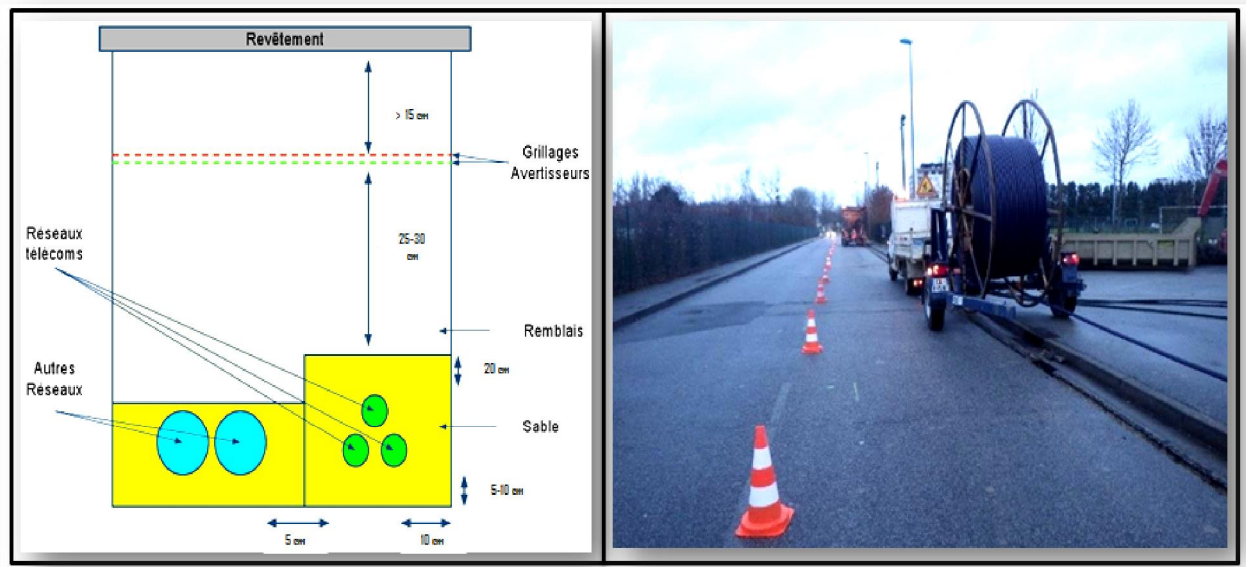 Revêtement
> 15 cm
Grillages
Avertisseurs
Réseaux
télécoms
25-30
cm
Remblais
20 cm
Autres
Réseaux
Sable
5-10 cm
5 cm
10 cm